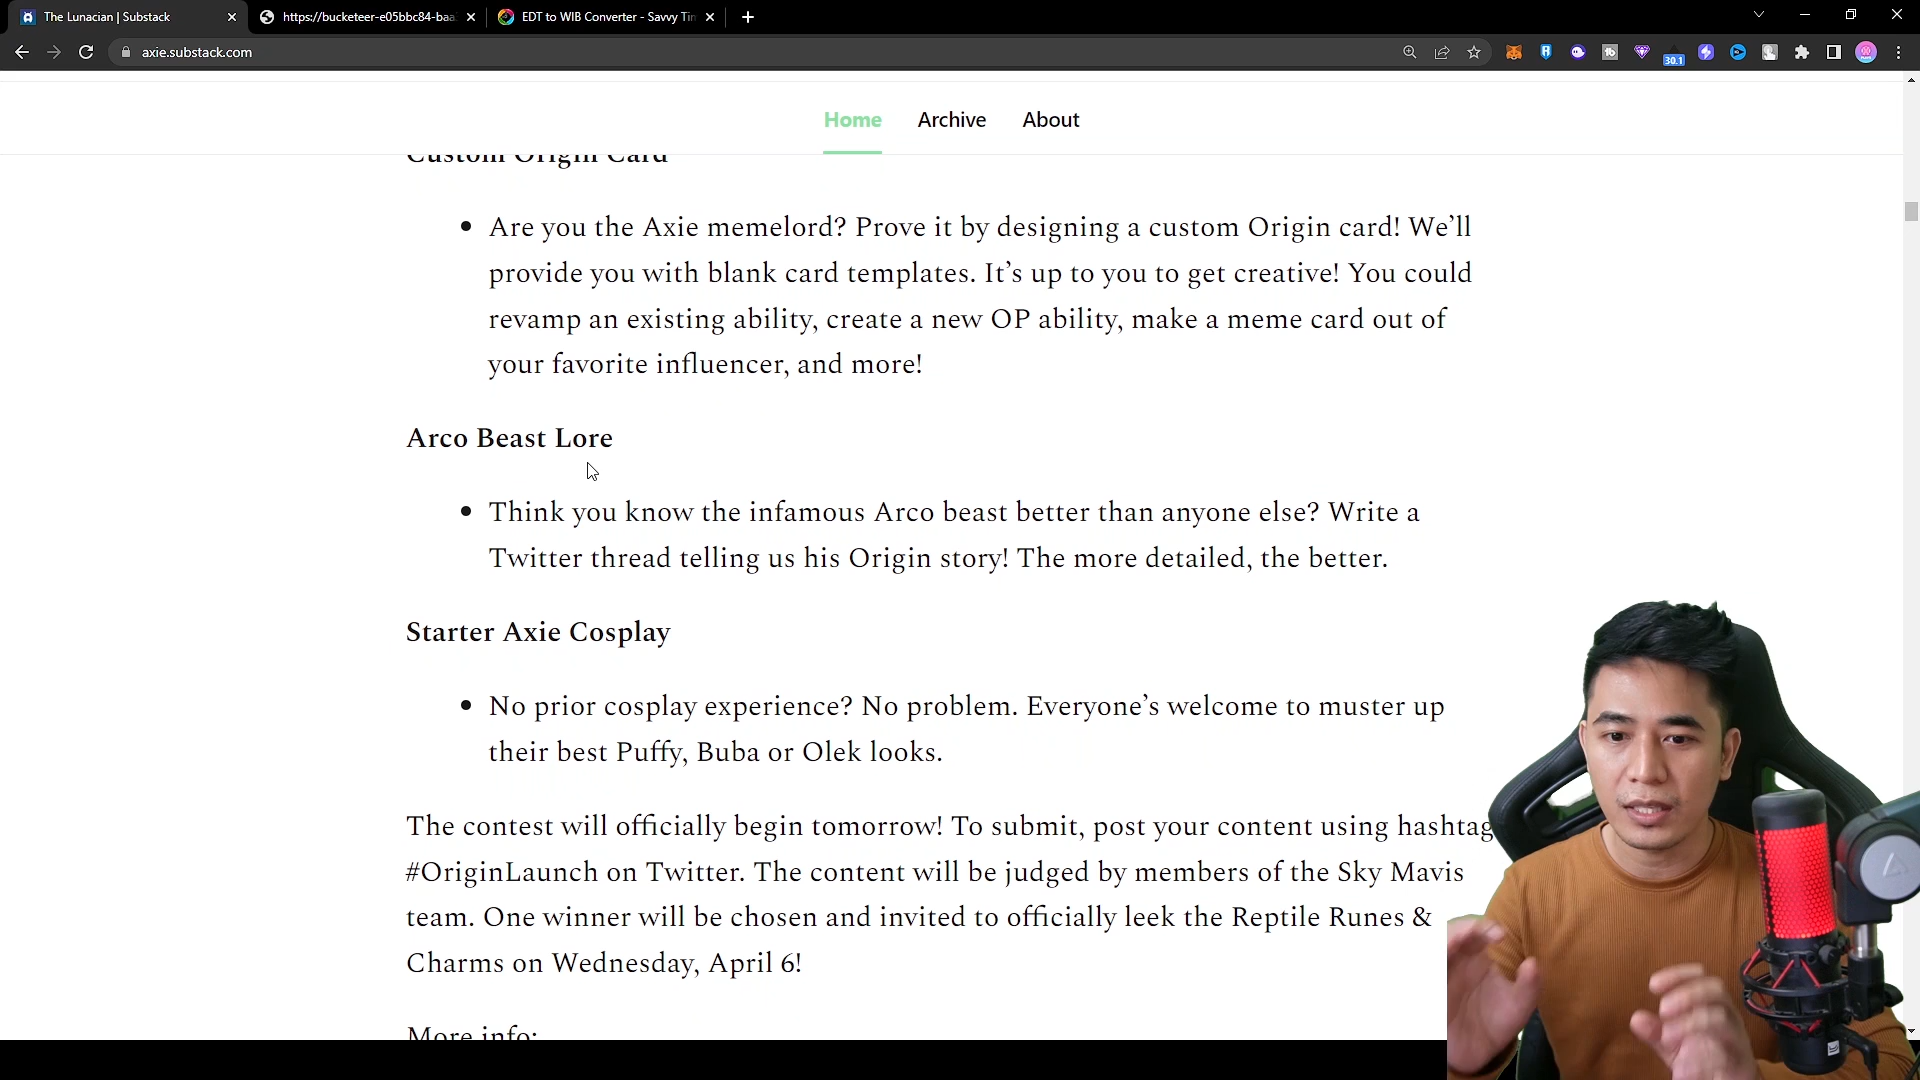 The Lunacian | Substack
https://bucketeer-e05bbc84-baa
EDT to WIB Converter - Savvy Tim
axie.substack.com
30.1
Home
Archive
About
Custom Origin Card
Are you the Axie memelord? Prove it by designing a custom Origin card! We’ll
provide you with blank card templates. It’s up to you to get creative! You could
revamp an existing ability, create a new OP ability, make a meme card out of
your favorite influencer, and more!
Arco Beast Lore
Think you know the infamous Arco beast better than anyone else? Write a
Twitter thread telling us his Origin story! The more detailed, the better.
Starter Axie Cosplay
No prior cosplay experience? No problem. Everyone’s welcome to muster up
their best Puffy, Buba or Olek looks.
The contest will officially begin tomorrow! To submit, post your content using hashtag
#OriginLaunch on Twitter. The content will be judged by members of the Sky Mavis
team. One winner will be chosen and invited to officially leek the Reptile Runes &
Charms on Wednesday, April 6!
More info: